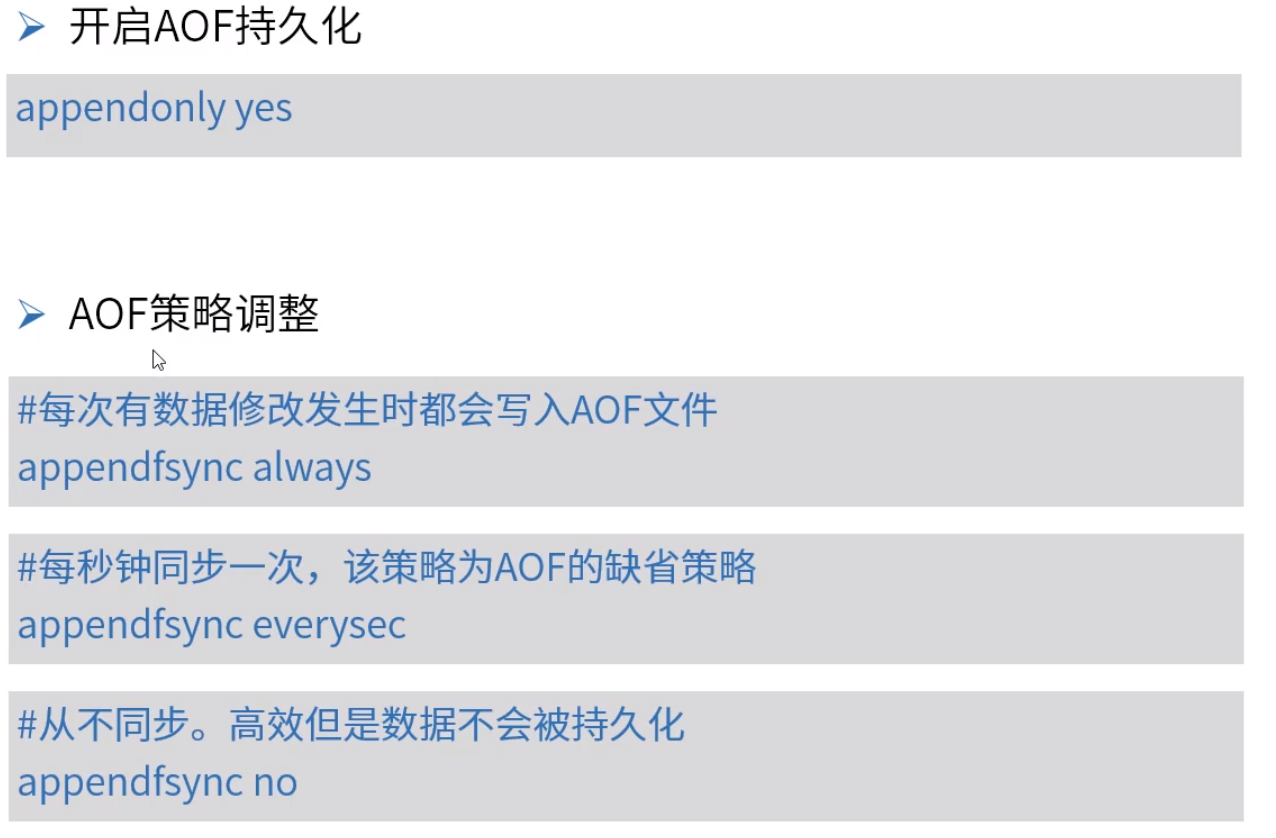 开启AOF持久化
appendonly yes
AOF策略调整
#每次有数据修改发生时都会写入AOF文件
appendfsync always
#每秒钟同步一次，该策略为AOF的缺省策略
appendfsync everysec
#从不同步。高效但是数据不会被持久化
appendfsync no